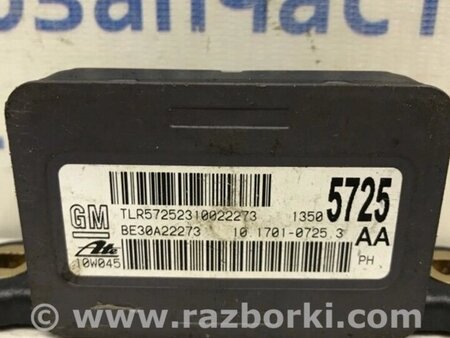 GM
TLR57252310022273
1350 5725
BE30A22273
10.1701-0725.3
AA
Ate
10W045
PH
www.razborki.com